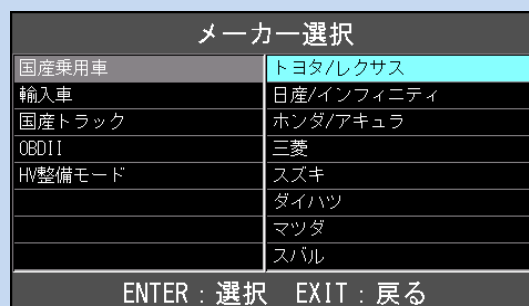 メーカー選択
国産乗用車
輸入車
国産トラック
OBDII
HV整備モード
トヨタ/レクサス
日産/インフィニティ
ホンダ/アキュラ
三菱
スズキ
ダイハツ
マツダ
スバル
ENTER：選択 EXIT：戻る